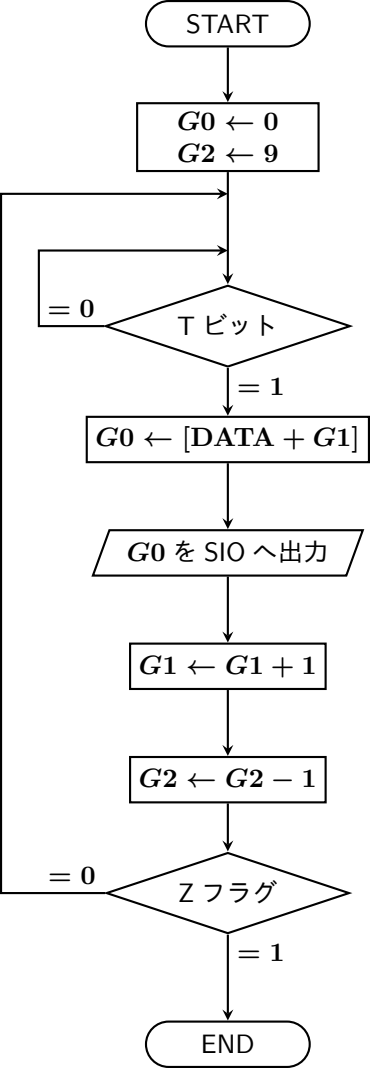 START
G0 ← 0
G2 ← 9
= 0
T ビット
= 1
G0 ← [DATA + G1]
G0 を SIO へ出力
G1 ← G1 + 1
G2 ← G2 − 1
= 0
Z フラグ
= 1
END